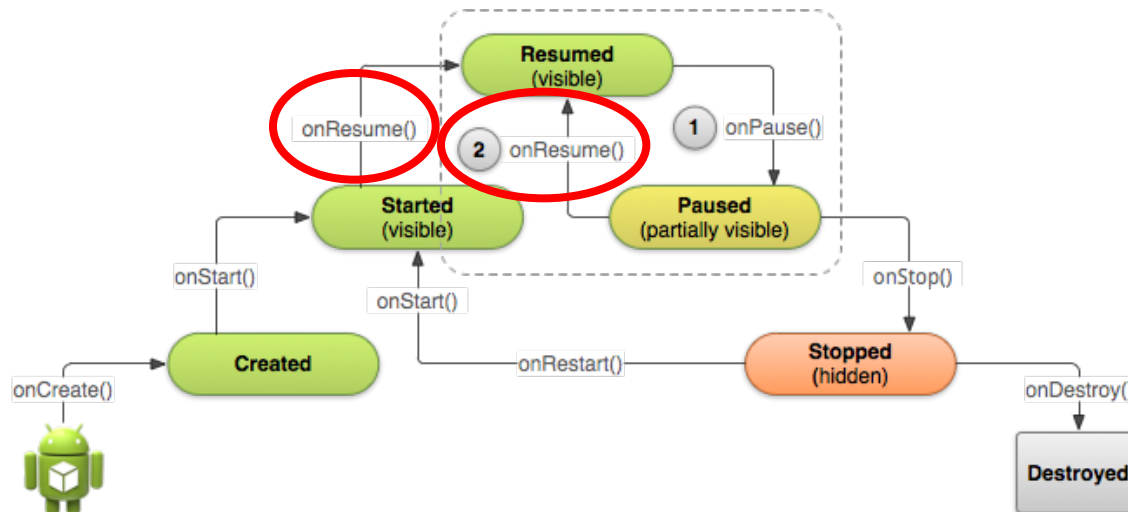 Resumed
(visible)
onResume()
2 onResume()
1 onPause()
Started
(visible)
Paused
(partially visible)
onStart()
onStart()
onStop()
Created
onRestart()
Stopped
(hidden)
onCreate()
onDestroy()
Destroyed